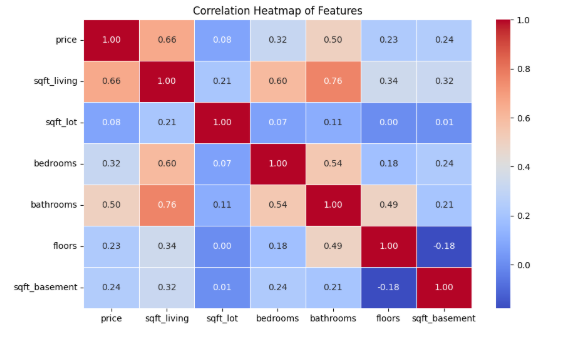 Correlation Heatmap of Features
price 1.00 0.66 0.08 0.32 0.50 0.23 0.24
sqft_living 0.66 1.00 0.21 0.60 0.76 0.34 0.32
sqft_lot 0.08 0.21 1.00 0.07 0.11 0.00 0.01
bedrooms 0.32 0.60 0.07 1.00 0.54 0.18 0.24
bathrooms 0.50 0.76 0.11 0.54 1.00 0.49 0.21
floors 0.23 0.34 0.00 0.18 0.49 1.00 -0.18
sqft_basement 0.24 0.32 0.01 0.24 0.21 -0.18 1.00
price sqft_living sqft_lot bedrooms bathrooms floors sqft_basement
1.0
0.8
0.6
0.4
0.2
0.0